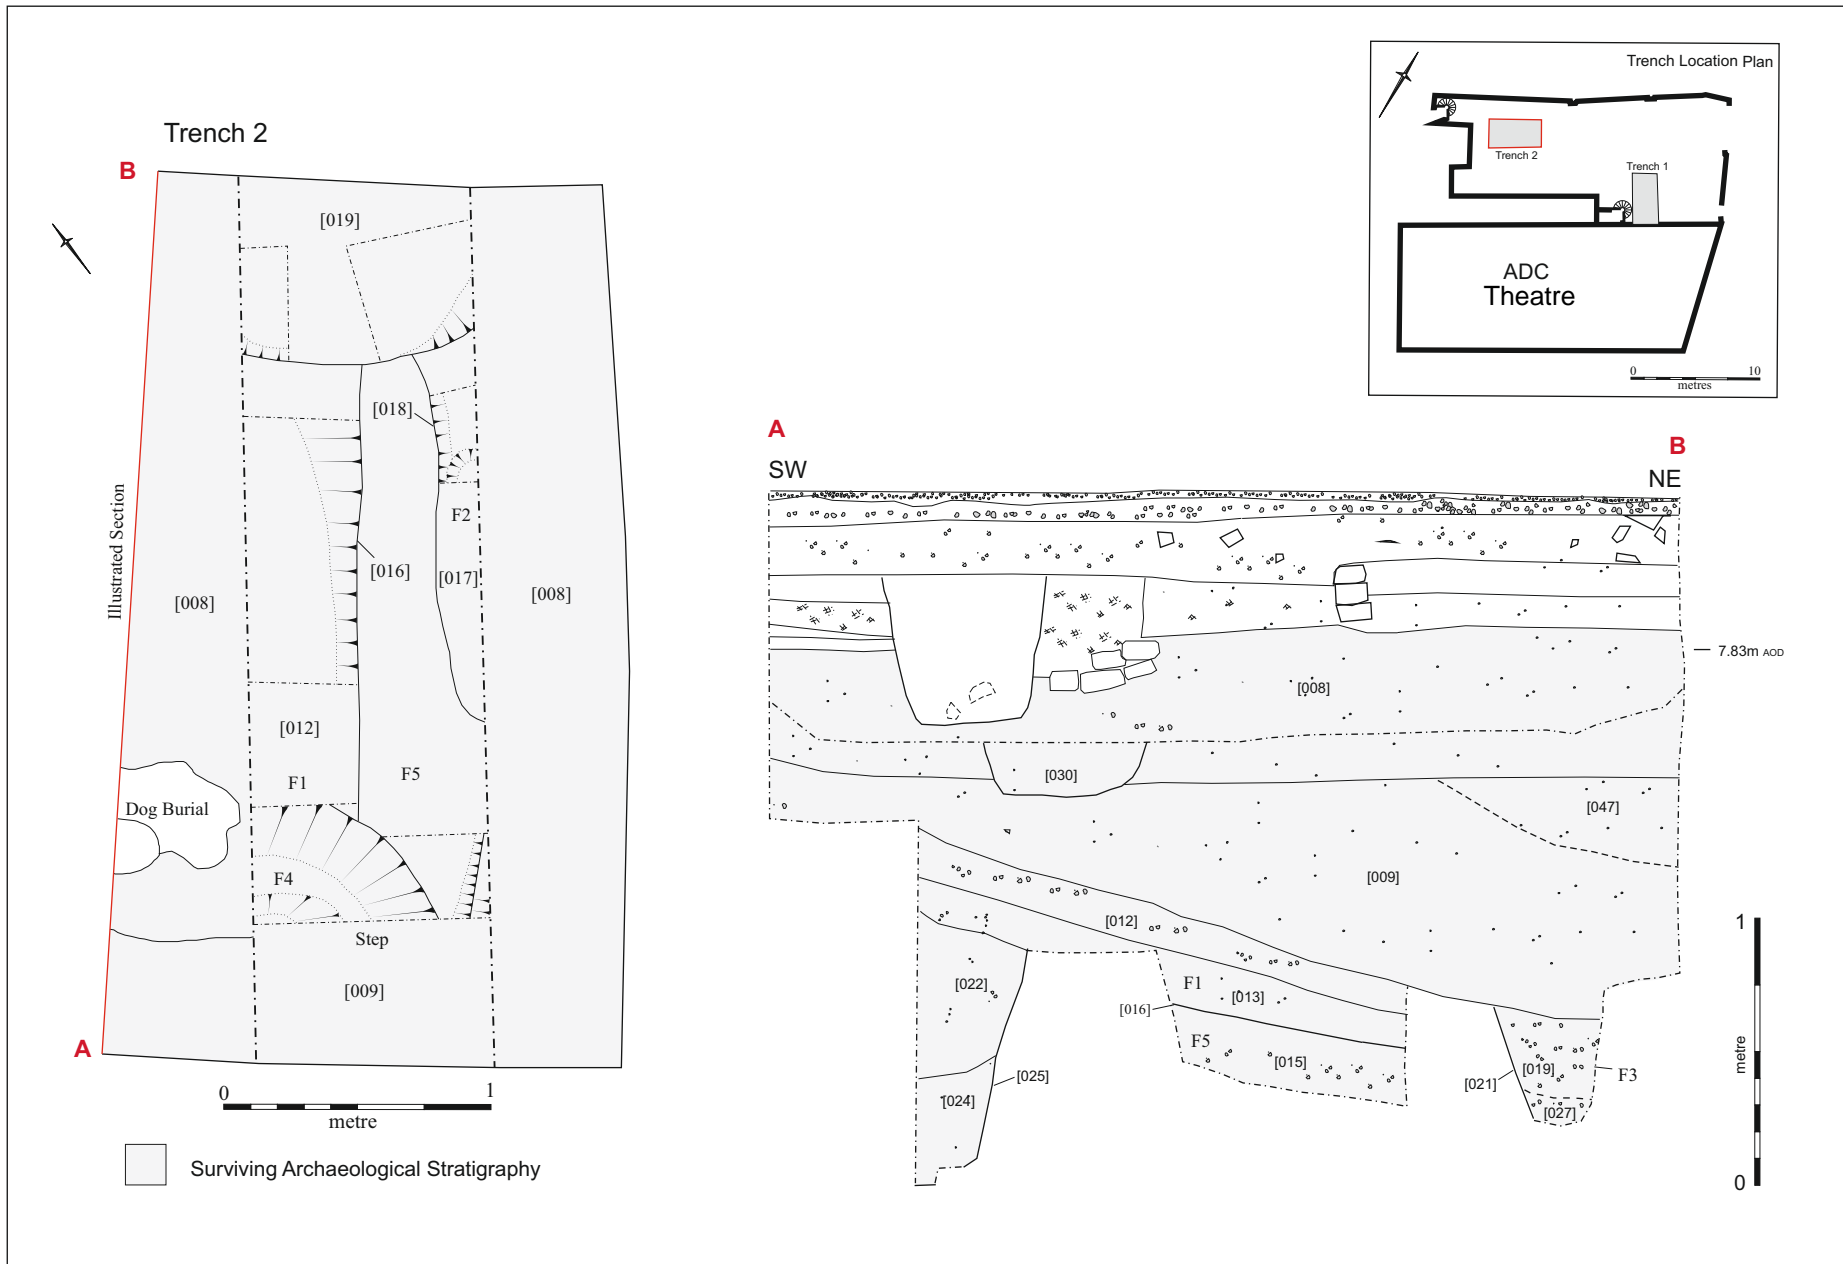 Trench 2
B
[019]
[018]
F2
[016]
[017]
[008]
[008]
Illustrated Section
[012]
F1
F5
Dog Burial
F4
Step
[009]
A
0 1
metre
Surviving Archaeological Stratigraphy
Trench Location Plan
Trench 2
Trench 1
ADC
Theatre
0 10
metres
A
SW
B
NE
7.83m AOD
[008]
[030]
[047]
[009]
[012]
[022]
F1
[013]
[016]
F5
[015]
[025]
[024]
[021]
[019]
F3
[027]
1
metre
0